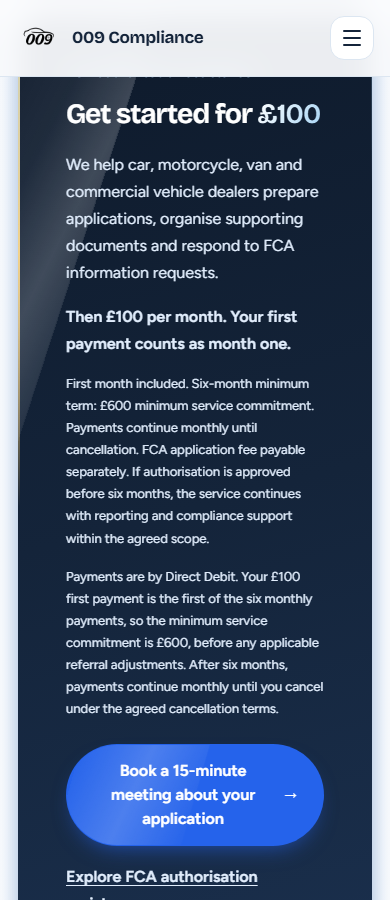 009
009 Compliance
Get started for £100
We help car, motorcycle, van and
commercial vehicle dealers prepare
applications, organise supporting
documents and respond to FCA
information requests.
Then £100 per month. Your first
payment counts as month one.
First month included. Six-month minimum
term: £600 minimum service commitment.
Payments continue monthly until
cancellation. FCA application fee payable
separately. If authorisation is approved
before six months, the service continues
with reporting and compliance support
within the agreed scope.
Payments are by Direct Debit. Your £100
first payment is the first of the six monthly
payments, so the minimum service
commitment is £600, before any applicable
referral adjustments. After six months,
payments continue monthly until you cancel
under the agreed cancellation terms.
Book a 15-minute
meeting about your →
application
Explore FCA authorisation